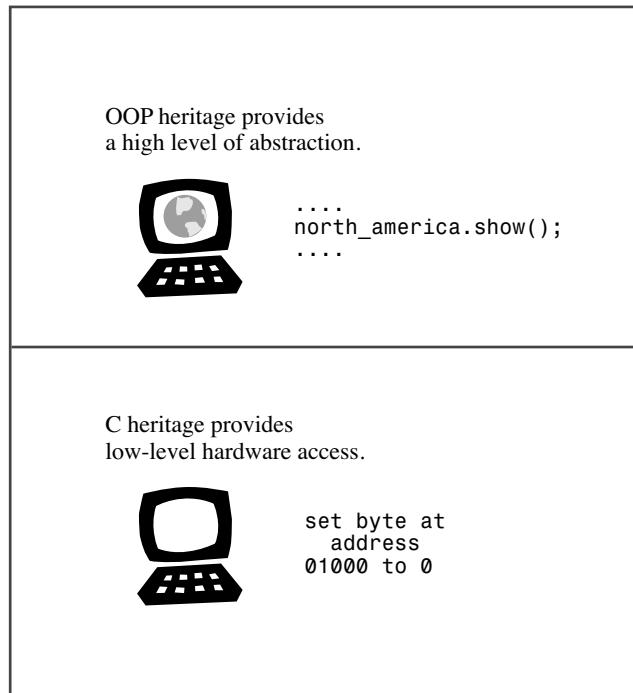 OOP heritage provides
a high level of abstraction.
....
north_america.show();
....
C heritage provides
low-level hardware access.
set byte at
address
01000 to 0